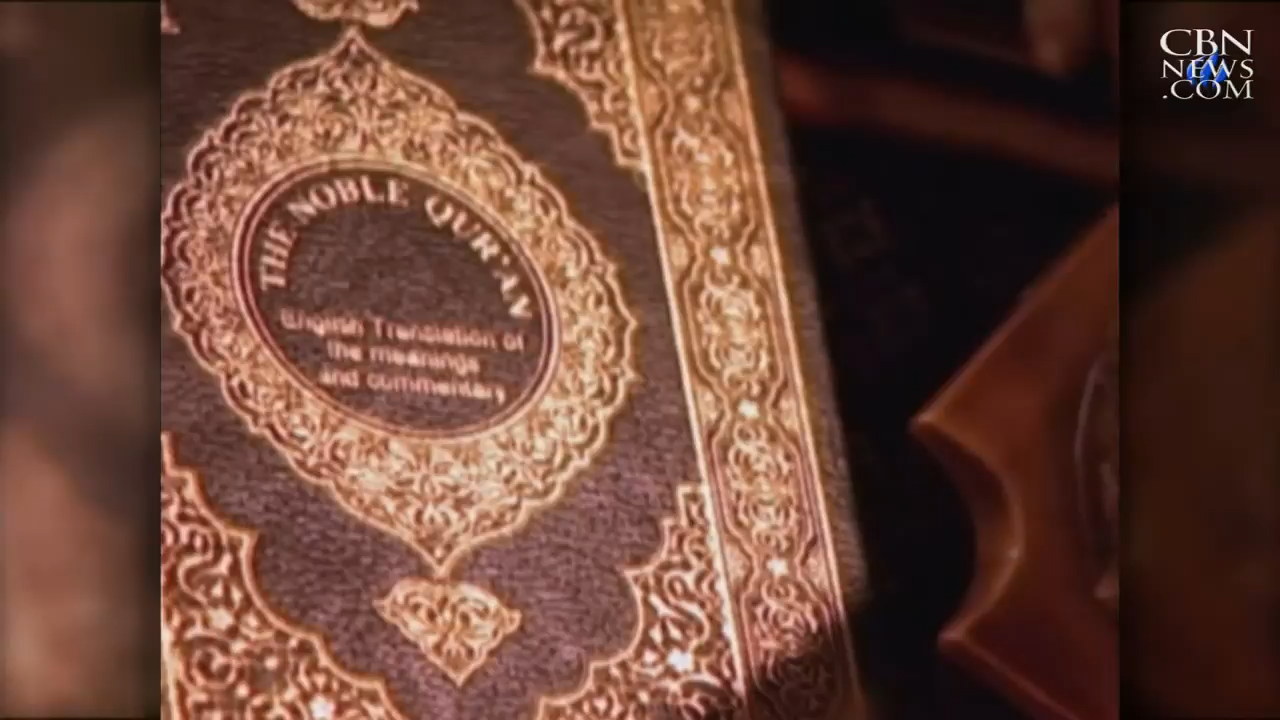 CBN
NEWS
.COM
THE NOBLE QUR'AN
English Translation of
the meanings
and commentary